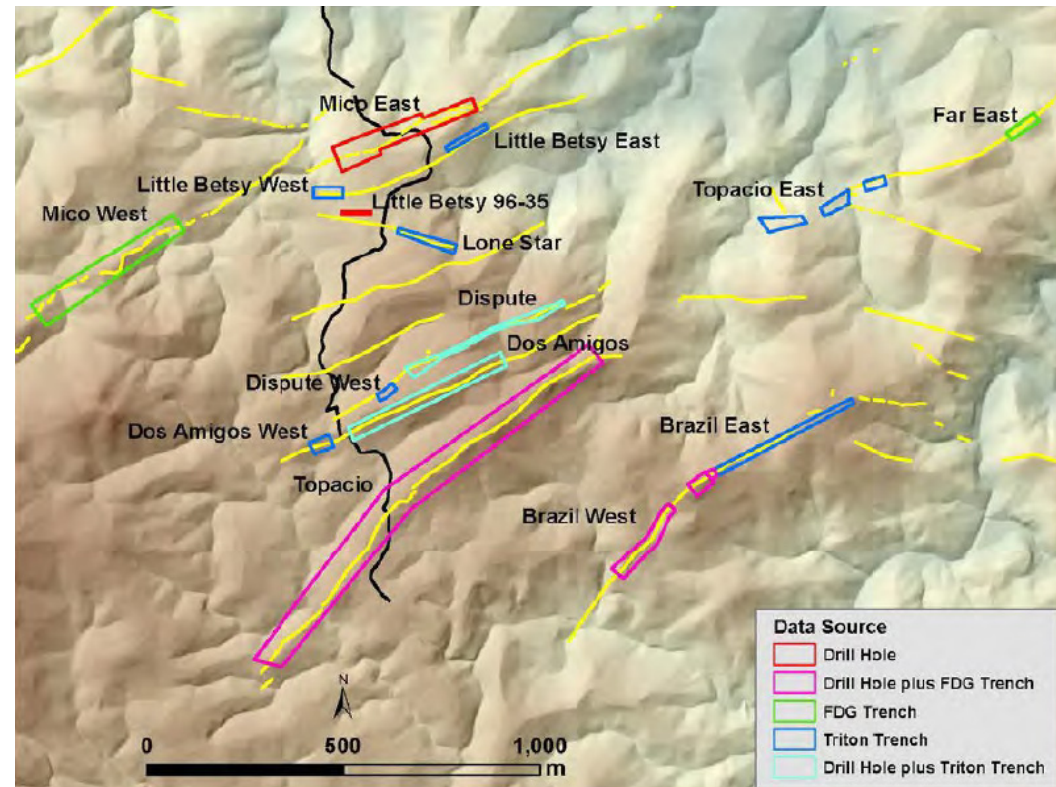 Mico East
Far East
Little Betsy East
Little Betsy West
Topacio East
Little Betsy 96-35
Mico West
Lone Star
Dispute
Dos Amigos
Dispute West
Brazil East
Dos Amigos West
Topacio
Brazil West
N
0 500 1,000
m
Data Source
Drill Hole
Drill Hole plus FDG Trench
FDG Trench
Triton Trench
Drill Hole plus Triton Trench